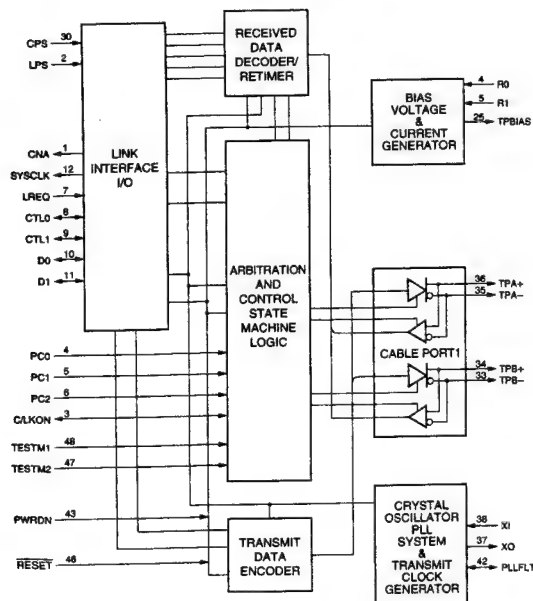 CPS 30
LPS 2
CNA 1
SYSCLK 12
LREQ 7
CTL0 8
CTL1 9
D0 10
D1 11
LINK
INTERFACE
I/O
RECEIVED
DATA
DECODER/
RETIMER
BIAS
VOLTAGE
&
CURRENT
GENERATOR
4 R0
5 R1
25 TPBIAS
ARBITRATION
AND
CONTROL
STATE
MACHINE
LOGIC
PC0 4
PC1 5
PC2 6
C/LKON 3
TESTM1 48
TESTM2 47
PWRDN 43
RESET 46
CABLE PORT1
36 TPA+
35 TPA–
34 TPB+
33 TPB–
TRANSMIT
DATA
ENCODER
CRYSTAL
OSCILLATOR
PLL
SYSTEM
&
TRANSMIT
CLOCK
GENERATOR
38 XI
37 XO
42 PLLFLT